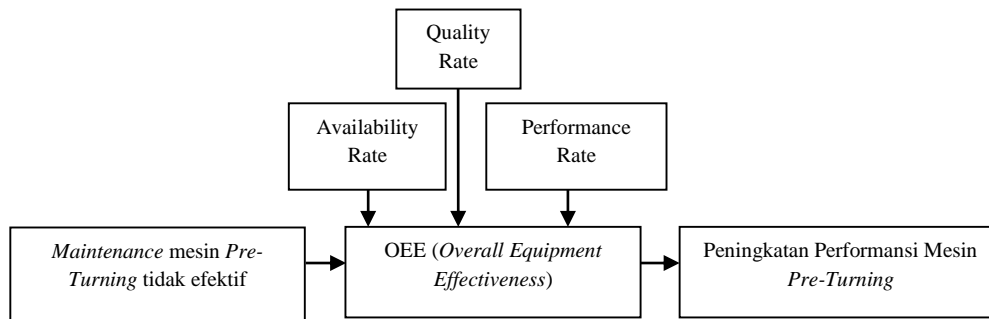 Quality
Rate
Availability
Rate
Performance
Rate
Maintenance mesin Pre-
Turning tidak efektif
OEE (Overall Equipment
Effectiveness)
Peningkatan Performansi Mesin
Pre-Turning